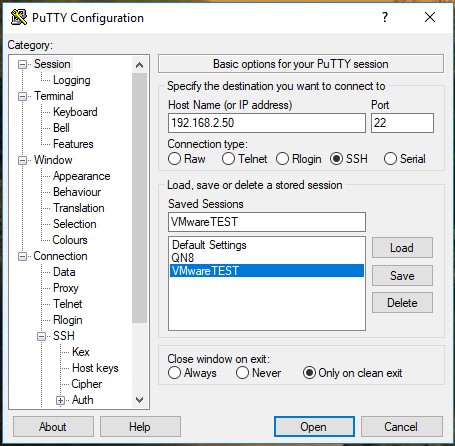 PuTTY Configuration
? ×
Category:
Session
Logging
Terminal
Keyboard
Bell
Features
Window
Appearance
Behaviour
Translation
Selection
Colours
Connection
Data
Proxy
Telnet
Rlogin
SSH
Kex
Host keys
Cipher
Auth
Basic options for your PuTTY session
Specify the destination you want to connect to
Host Name (or IP address) Port
192.168.2.50 22
Connection type:
Raw Telnet Rlogin SSH Serial
Load, save or delete a stored session
Saved Sessions
VMwareTEST
Default Settings
QN8
VMwareTEST
Load
Save
Delete
Close window on exit:
Always Never Only on clean exit
About Help Open Cancel